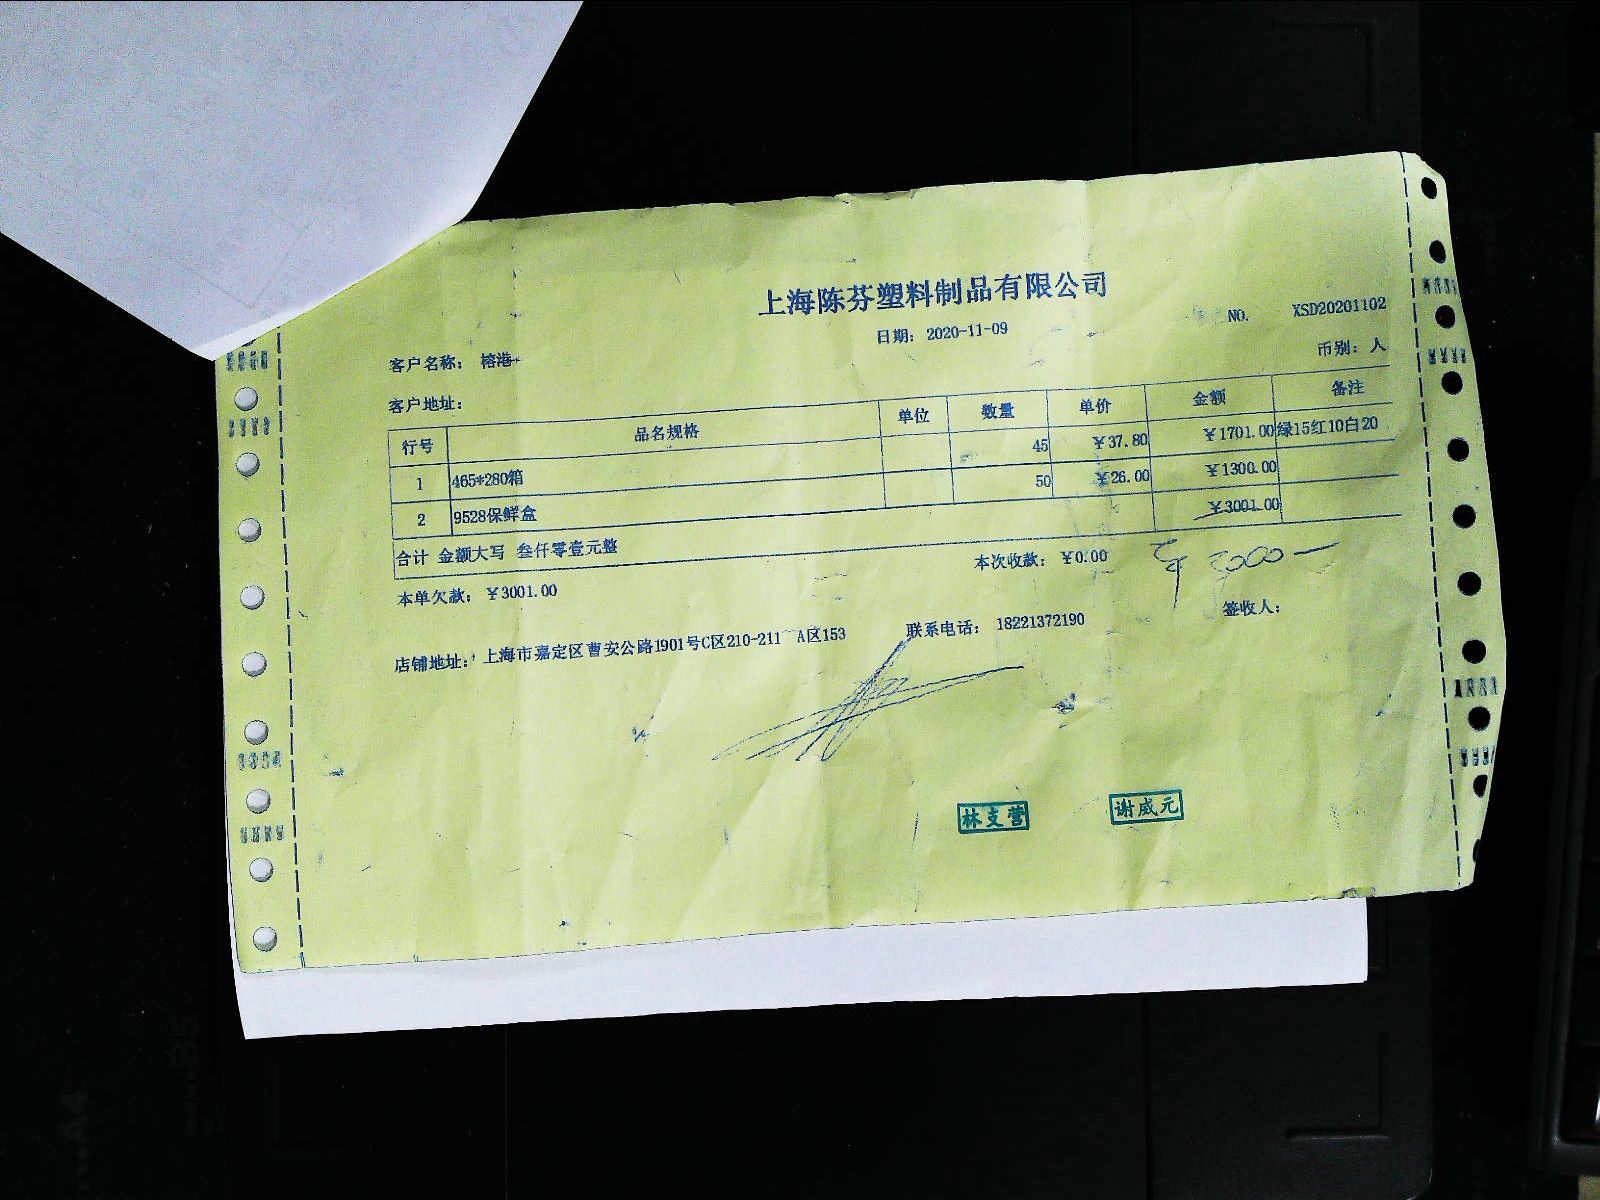 上海陈芬塑料制品有限公司
日期: 2020-11-09
NO. XSD20201102
客户名称: 榕港
币别: 人
客户地址:
行号 品名规格 单位 数量 单价 金额 备注
1 465*280箱 45 ¥37.80 ¥1701.00 绿15红10白20
2 9528保鲜盒 50 ¥26.00 ¥1300.00
合计 金额大写 叁仟零壹元整 ¥3001.00
本单欠款: ¥3001.00 本次收款: ¥0.00
3000
店铺地址: 上海市嘉定区曹安公路1901号C区210-211 A区153 联系电话: 18221372190 签收人:
林支营 谢威元